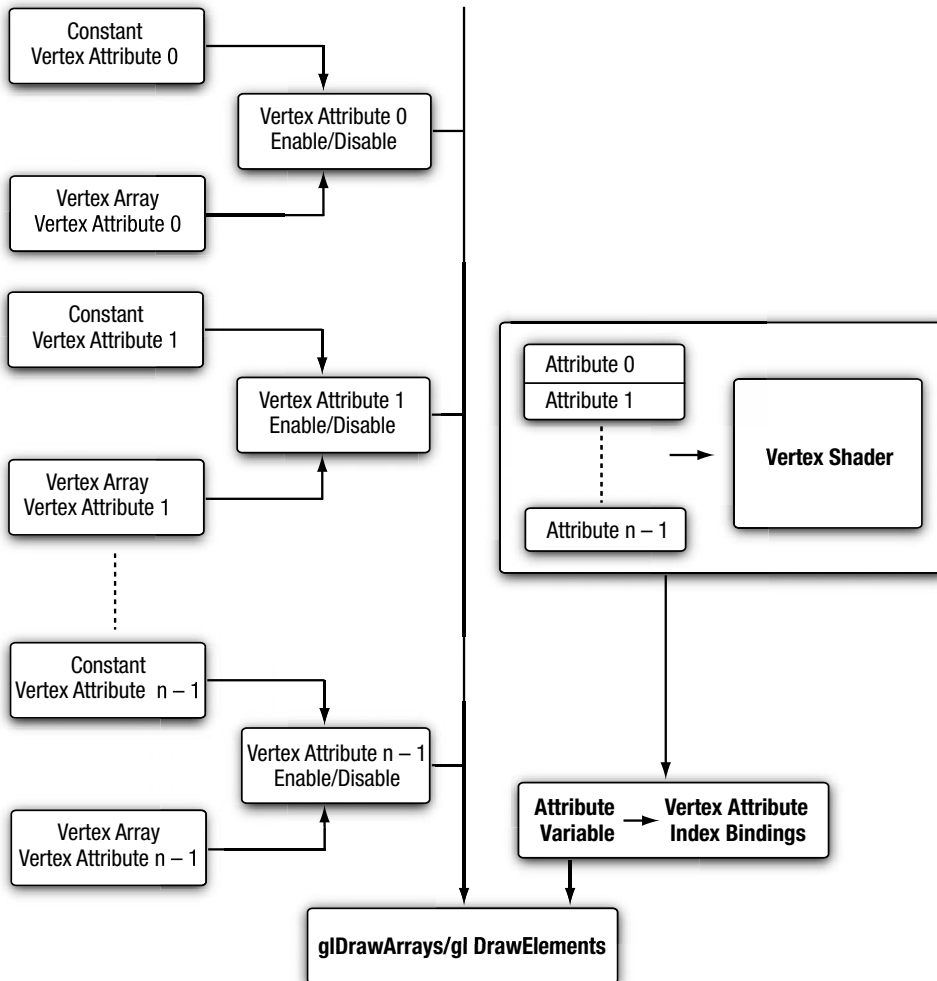 Constant
Vertex Attribute 0
Vertex Attribute 0
Enable/Disable
Vertex Array
Vertex Attribute 0
Constant
Vertex Attribute 1
Vertex Attribute 1
Enable/Disable
Vertex Array
Vertex Attribute 1
Constant
Vertex Attribute n – 1
Vertex Attribute n – 1
Enable/Disable
Vertex Array
Vertex Attribute n – 1
Attribute 0
Attribute 1
Attribute n – 1
Vertex Shader
Attribute
Variable
Vertex Attribute
Index Bindings
glDrawArrays/gl DrawElements